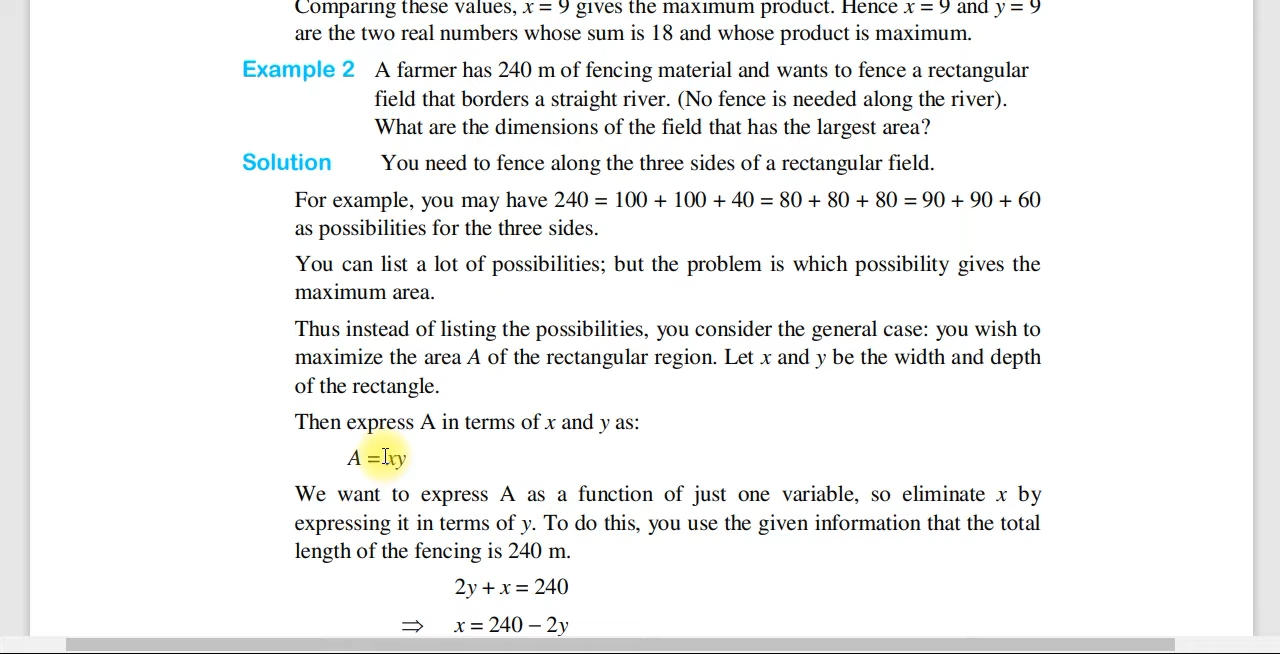 Comparing these values, x = 9 gives the maximum product. Hence x = 9 and y = 9
are the two real numbers whose sum is 18 and whose product is maximum.
Example 2 A farmer has 240 m of fencing material and wants to fence a rectangular
field that borders a straight river. (No fence is needed along the river).
What are the dimensions of the field that has the largest area?
Solution You need to fence along the three sides of a rectangular field.
For example, you may have 240 = 100 + 100 + 40 = 80 + 80 + 80 = 90 + 90 + 60
as possibilities for the three sides.
You can list a lot of possibilities; but the problem is which possibility gives the
maximum area.
Thus instead of listing the possibilities, you consider the general case: you wish to
maximize the area A of the rectangular region. Let x and y be the width and depth
of the rectangle.
Then express A in terms of x and y as:
A = xy
We want to express A as a function of just one variable, so eliminate x by
expressing it in terms of y. To do this, you use the given information that the total
length of the fencing is 240 m.
2y + x = 240
⇒ x = 240 – 2y